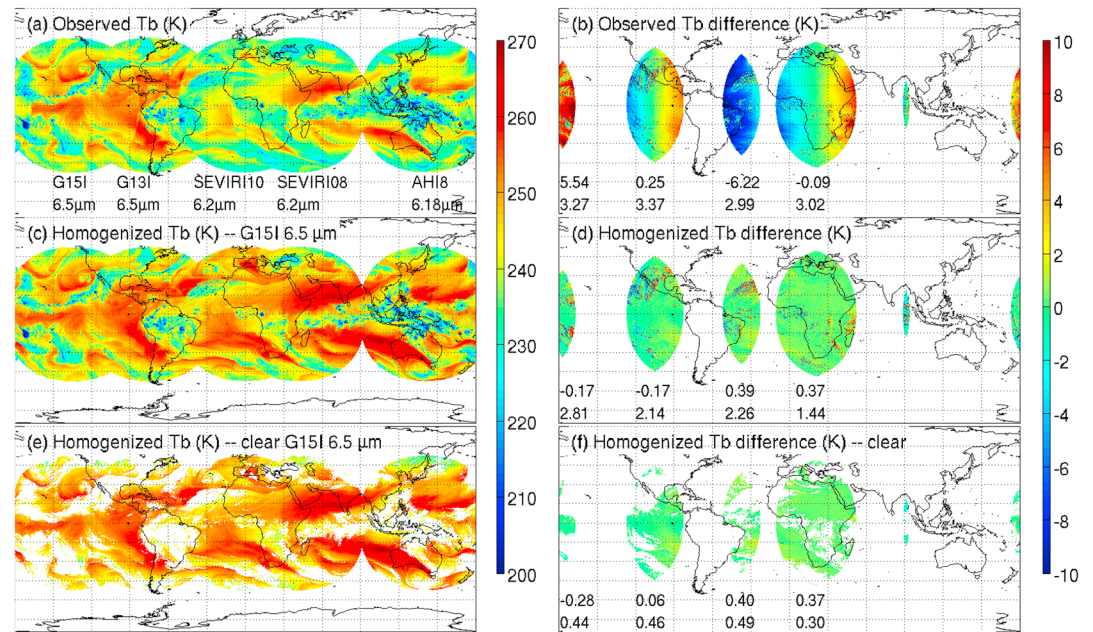 (a) Observed Tb (K)
G15I G13I SEVIRI10 SEVIRI08 AHI8
6.5μm 6.5μm 6.2μm 6.2μm 6.18μm
(c) Homogenized Tb (K) -- G15I 6.5 μm
(e) Homogenized Tb (K) -- clear G15I 6.5 μm
270
260
250
240
230
220
210
200
(b) Observed Tb difference (K)
5.54 0.25 -6.22 -0.09
3.27 3.37 2.99 3.02
(d) Homogenized Tb difference (K)
-0.17 -0.17 0.39 0.37
2.81 2.14 2.26 1.44
(f) Homogenized Tb difference (K) -- clear
-0.28 0.06 0.40 0.37
0.44 0.46 0.49 0.30
10
8
6
4
2
0
-2
-4
-6
-8
-10